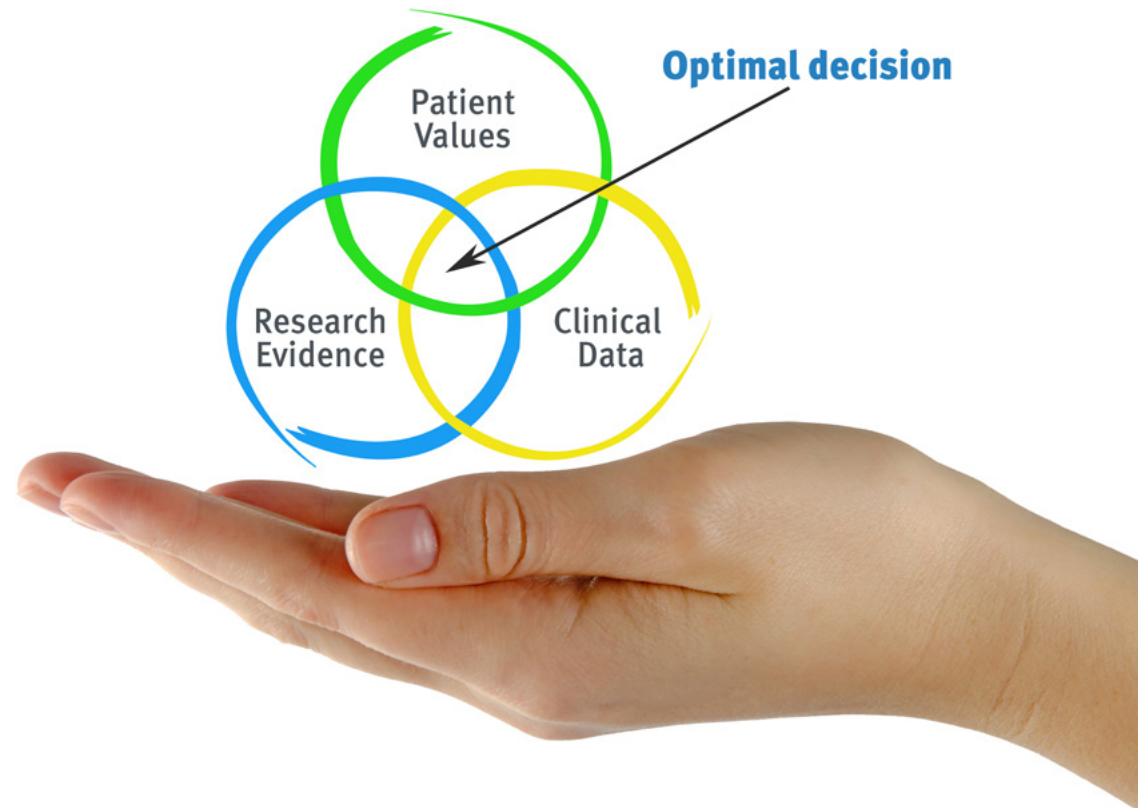 Optimal decision
Patient
Values
Research
Evidence
Clinical
Data